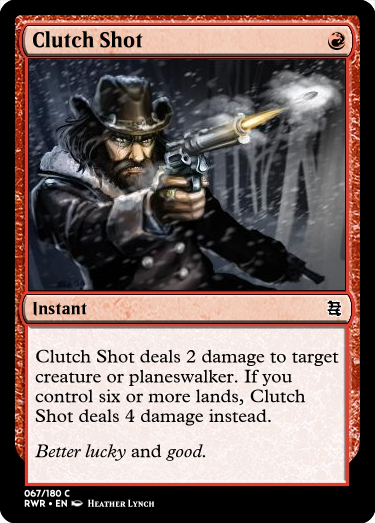 Clutch Shot
Instant
Clutch Shot deals 2 damage to target
creature or planeswalker. If you
control six or more lands, Clutch
Shot deals 4 damage instead.
Better lucky and good.
067/180 C
RWR • EN Heather Lynch